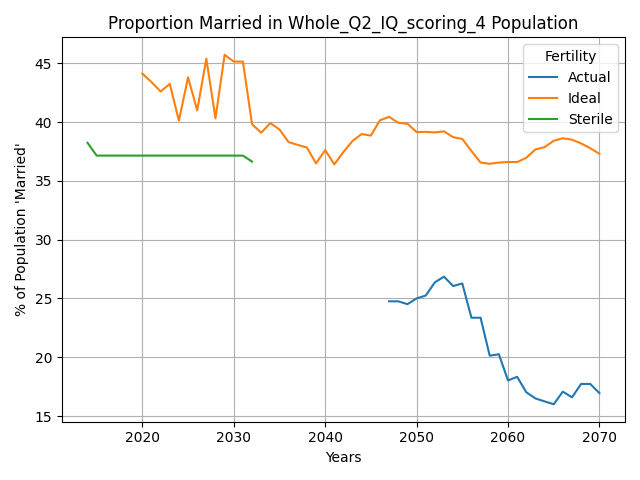 Proportion Married in Whole_Q2_IQ_scoring_4 Population
Fertility
Actual
Ideal
Sterile
% of Population 'Married'
45
40
35
30
25
20
15
2020 2030 2040 2050 2060 2070
Years